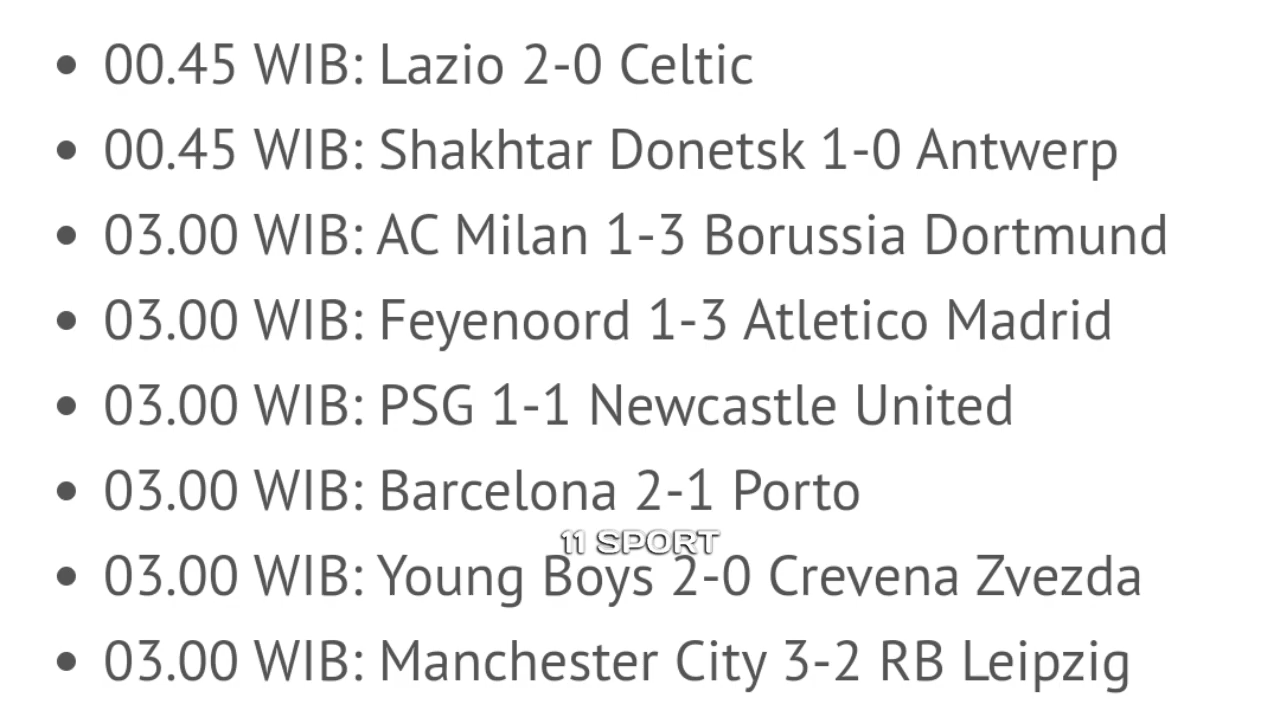 • 00.45 WIB: Lazio 2-0 Celtic
• 00.45 WIB: Shakhtar Donetsk 1-0 Antwerp
• 03.00 WIB: AC Milan 1-3 Borussia Dortmund
• 03.00 WIB: Feyenoord 1-3 Atletico Madrid
• 03.00 WIB: PSG 1-1 Newcastle United
• 03.00 WIB: Barcelona 2-1 Porto
11 SPORT
• 03.00 WIB: Young Boys 2-0 Crevena Zvezda
• 03.00 WIB: Manchester City 3-2 RB Leipzig